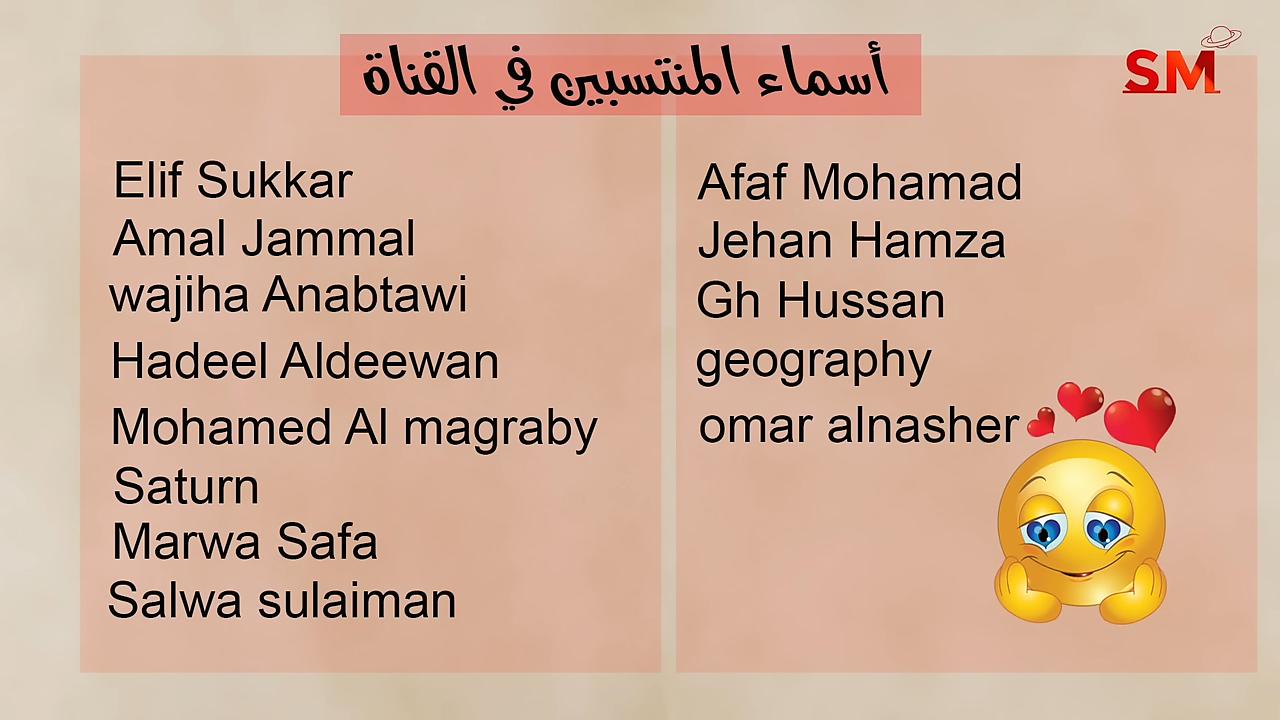 أسماء المنتسبين في القناة
SM
Elif Sukkar
Amal Jammal
wajiha Anabtawi
Hadeel Aldeewan
Mohamed Al magraby
Saturn
Marwa Safa
Salwa sulaiman
Afaf Mohamad
Jehan Hamza
Gh Hussan
geography
omar alnasher